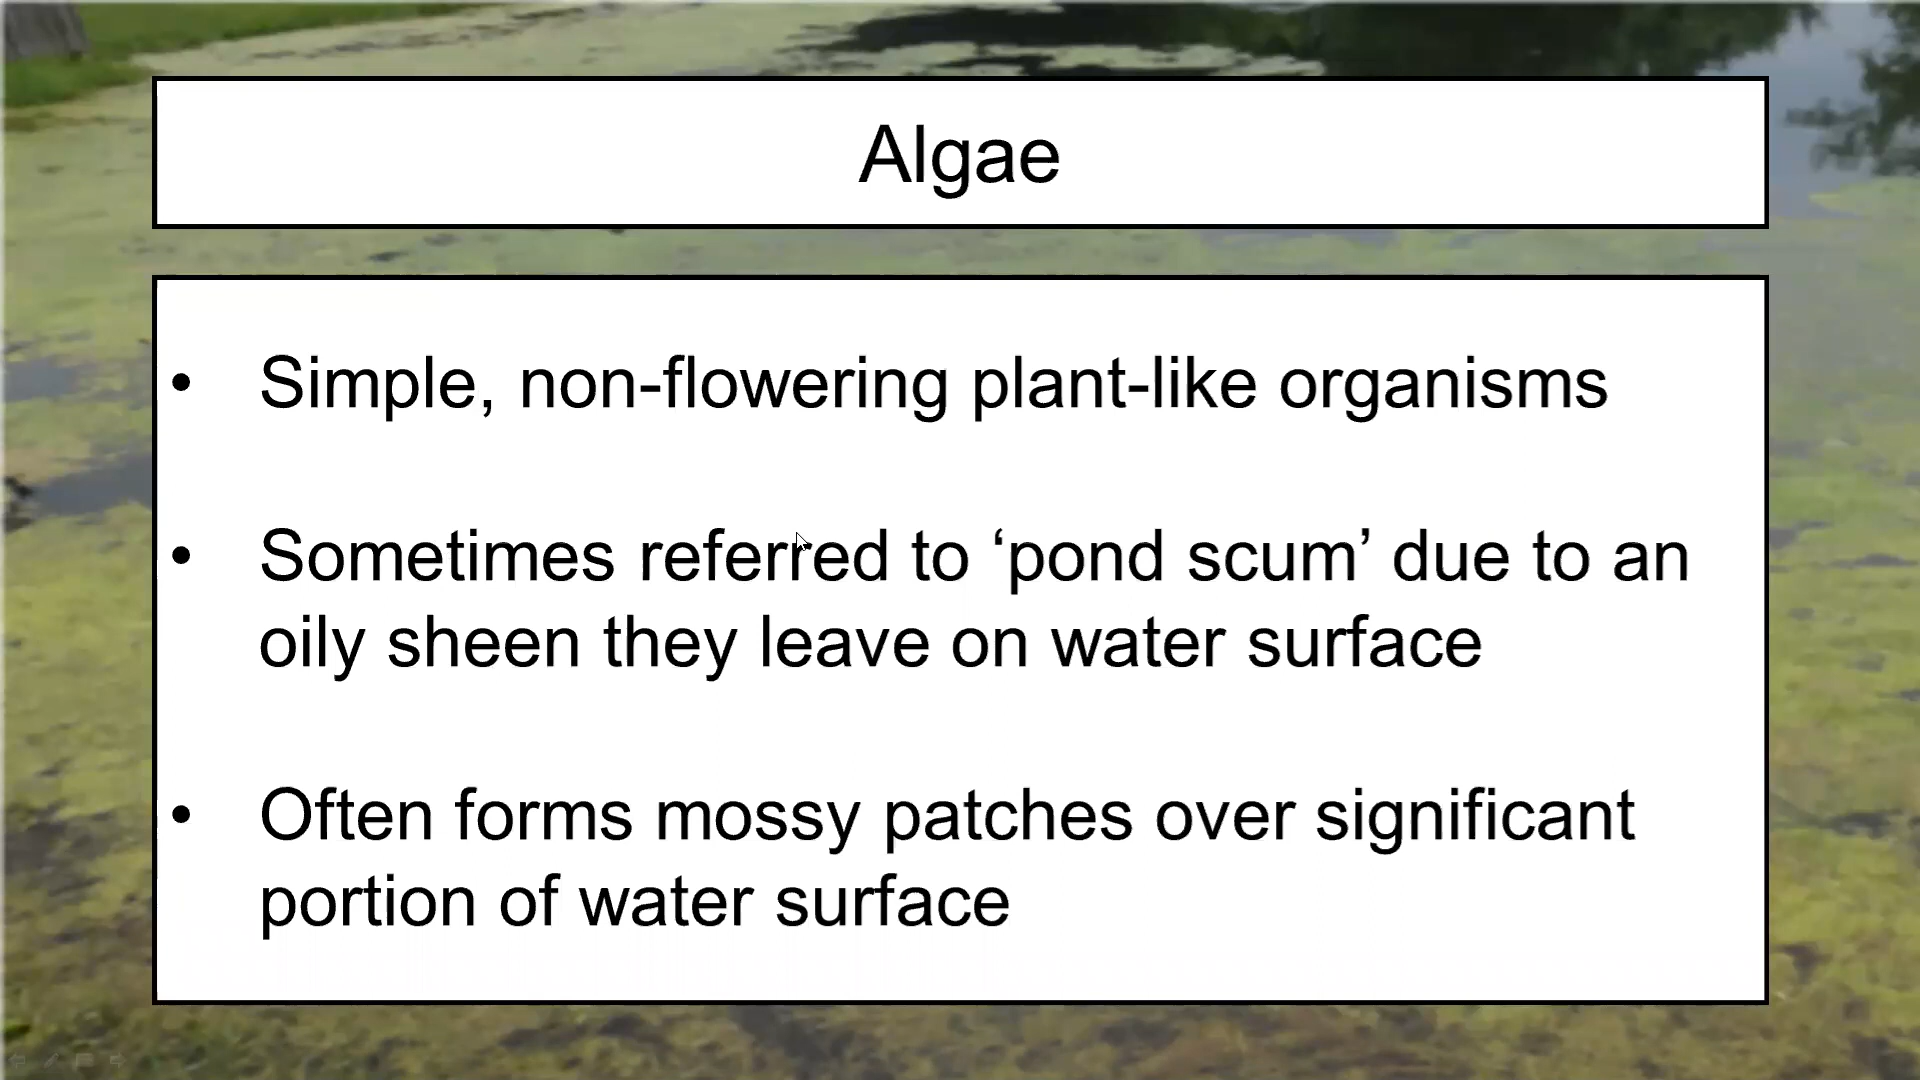 Algae
• Simple, non-flowering plant-like organisms
• Sometimes referred to ‘pond scum’ due to an
oily sheen they leave on water surface
• Often forms mossy patches over significant
portion of water surface